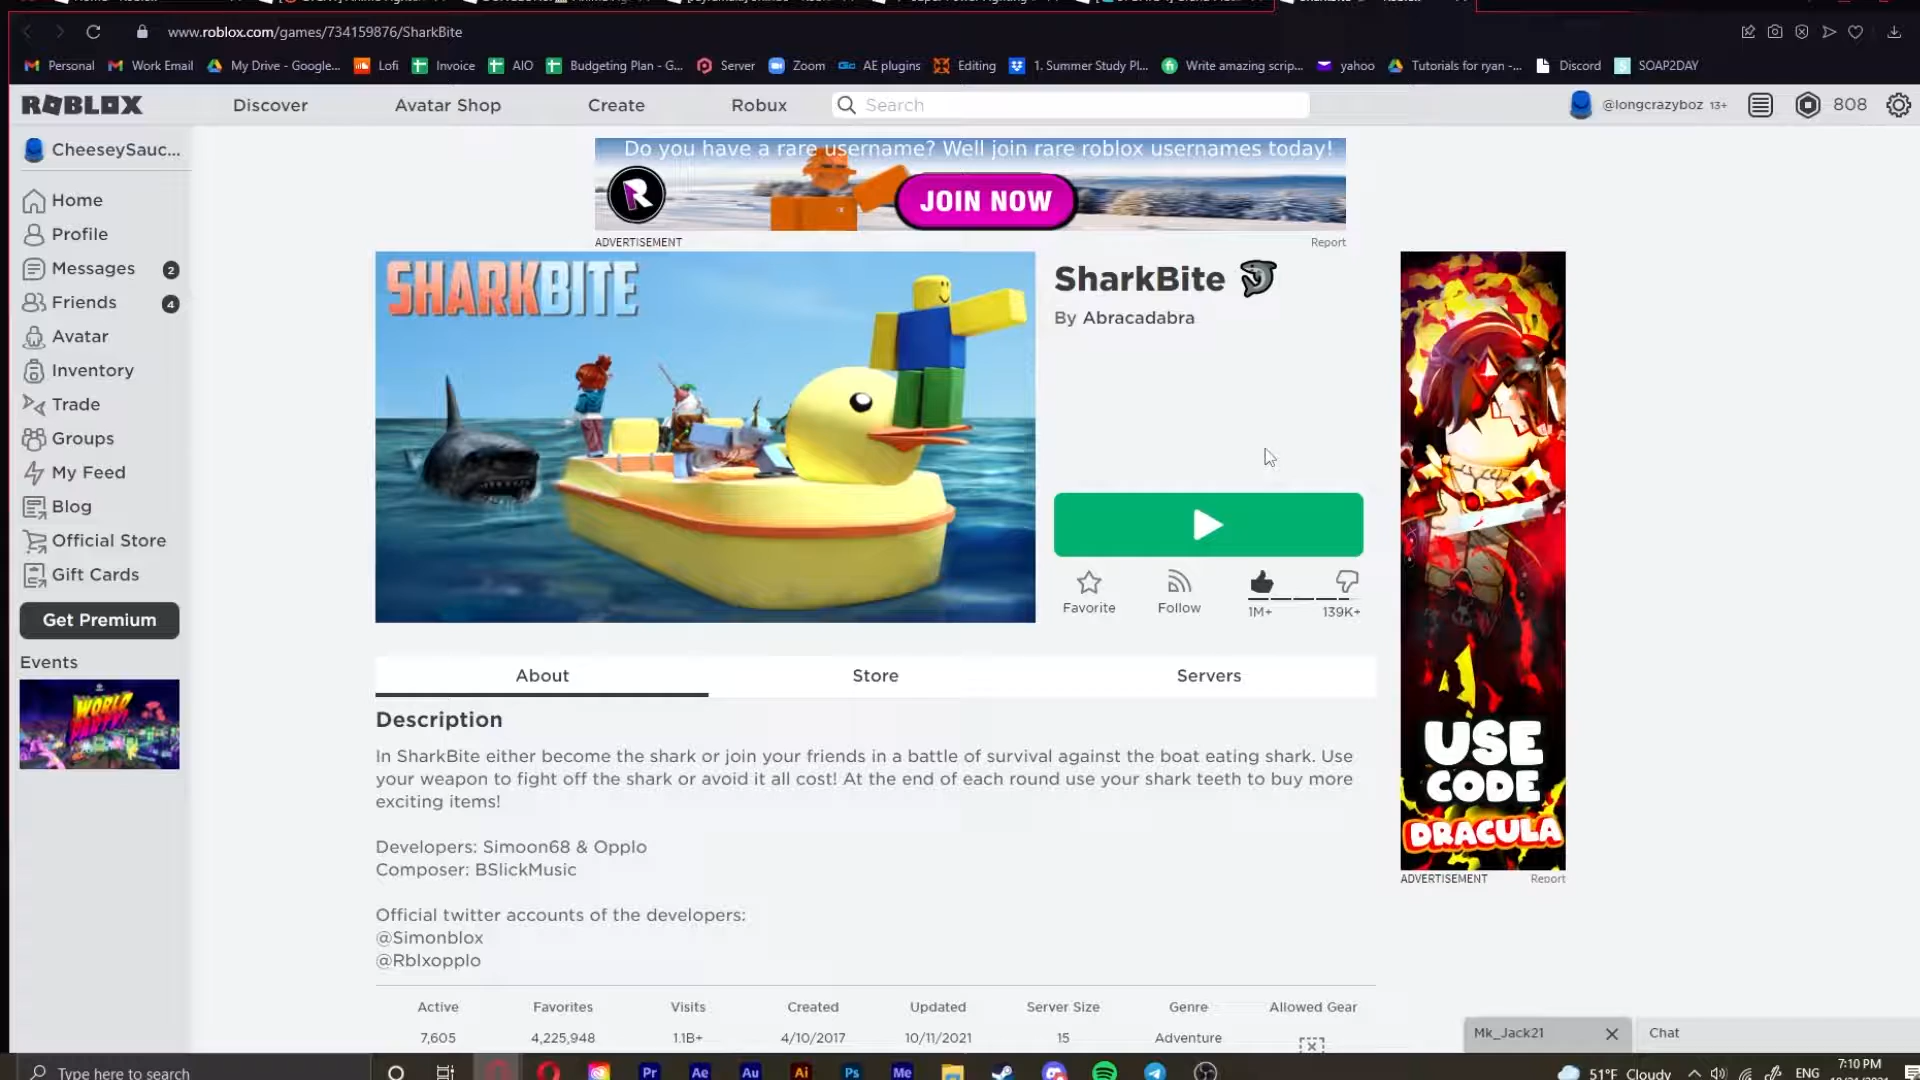 www.roblox.com/games/734159876/SharkBite
Personal
Work Email
My Drive - Google...
Lofi
Invoice
AIO
Budgeting Plan - G...
Server
Zoom
AE plugins
Editing
1. Summer Study Pl...
Write amazing scrip...
yahoo
Tutorials for ryan -...
Discord
SOAP2DAY
ROBLOX
Discover
Avatar Shop
Create
Robux
Search
@longcrazyboz 13+
808
CheeseySauc...
Home
Profile
Messages 2
Friends 4
Avatar
Inventory
Trade
Groups
My Feed
Blog
Official Store
Gift Cards
Get Premium
Events
WORLD PARTY!
Do you have a rare username? Well join rare roblox usernames today!
R
JOIN NOW
ADVERTISEMENT
Report
SHARKBITE
SharkBite
By Abracadabra
Favorite
Follow
1M+
139K+
About
Store
Servers
Description
In SharkBite either become the shark or join your friends in a battle of survival against the boat eating shark. Use
your weapon to fight off the shark or avoid it all cost! At the end of each round use your shark teeth to buy more
exciting items!
Developers: Simoon68 & Opplo
Composer: BSlickMusic
Official twitter accounts of the developers:
@Simonblox
@Rblxopplo
Active
Favorites
Visits
Created
Updated
Server Size
Genre
Allowed Gear
7,605
4,225,948
1.1B+
4/10/2017
10/11/2021
15
Adventure
USE
CODE
DRACULA
ADVERTISEMENT
Report
Mk_Jack21
Chat
Type here to search
Pr
Ae
Au
Ai
Ps
Me
51°F Cloudy
ENG
7:10 PM